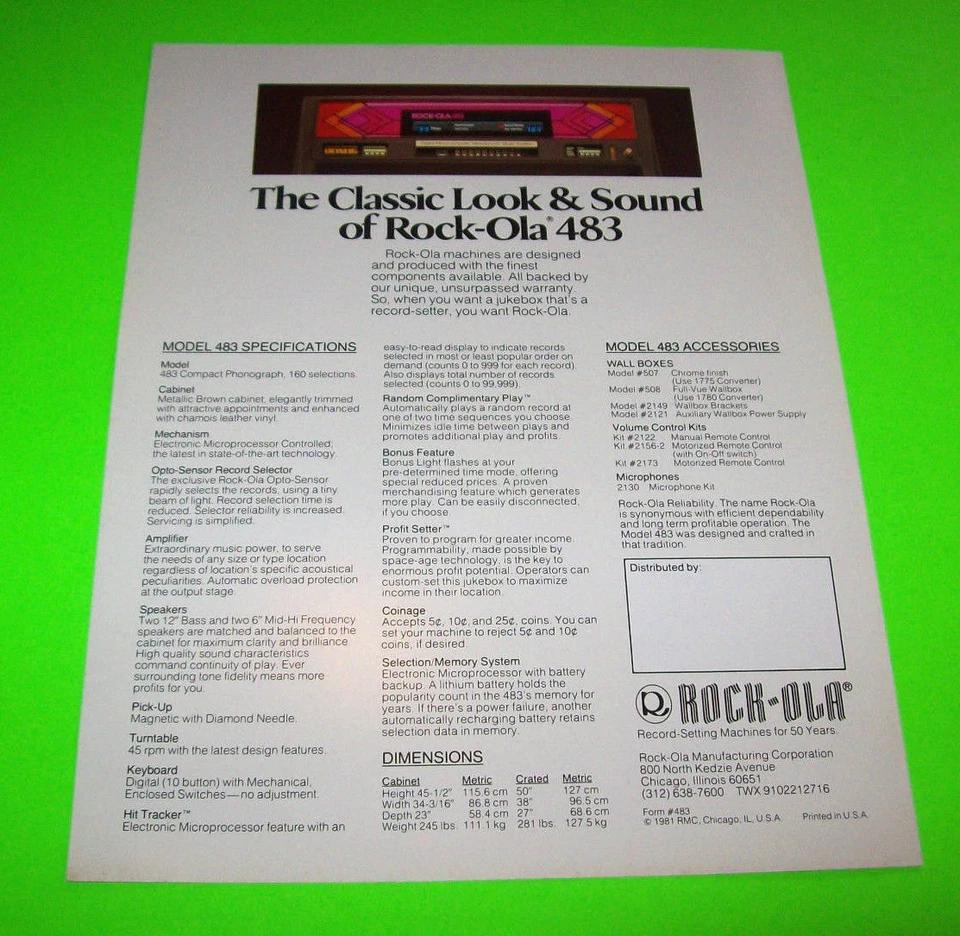 ROCK-OLA 483
The Classic Look & Sound
of Rock-Ola® 483
Rock-Ola machines are designed
and produced with the finest
components available. All backed by
our unique, unsurpassed warranty.
So, when you want a jukebox that's a
record-setter, you want Rock-Ola.
MODEL 483 SPECIFICATIONS
Model
483 Compact Phonograph, 160 selections.
Cabinet
Metallic Brown cabinet, elegantly trimmed
with attractive appointments and enhanced
with chamois leather vinyl.
Mechanism
Electronic Microprocessor Controlled;
the latest in state-of-the-art technology.
Opto-Sensor Record Selector
The exclusive Rock-Ola Opto-Sensor
rapidly selects the records, using a tiny
beam of light. Record selection time is
reduced. Selector reliability is increased.
Servicing is simplified.
Amplifier
Extraordinary music power, to serve
the needs of any size or type location
regardless of location's specific acoustical
peculiarities. Automatic overload protection
at the output stage.
Speakers
Two 12" Bass and two 6" Mid-Hi Frequency
speakers are matched and balanced to the
cabinet for maximum clarity and brilliance.
High quality sound characteristics
command continuity of play. Ever
surrounding tone fidelity means more
profits for you.
Pick-Up
Magnetic with Diamond Needle.
Turntable
45 rpm with the latest design features.
Keyboard
Digital (10 button) with Mechanical,
Enclosed Switches—no adjustment.
Hit Tracker™
Electronic Microprocessor feature with an
easy-to-read display to indicate records
selected in most or least popular order on
demand (counts 0 to 999 for each record).
Also displays total number of records
selected (counts 0 to 99,999).
Random Complimentary Play™
Automatically plays a random record at
one of two time sequences you choose.
Minimizes idle time between plays and
promotes additional play and profits.
Bonus Feature
Bonus Light flashes at your
pre-determined time mode, offering
special reduced prices. A proven
merchandising feature which generates
more play. Can be easily disconnected,
if you choose
Profit Setter™
Proven to program for greater income.
Programmability, made possible by
space-age technology, is the key to
enormous profit potential. Operators can
custom-set this jukebox to maximize
income in their location.
Coinage
Accepts 5¢, 10¢, and 25¢, coins. You can
set your machine to reject 5¢ and 10¢
coins, if desired.
Selection/Memory System
Electronic Microprocessor with battery
backup. A lithium battery holds the
popularity count in the 483's memory for
years. If there's a power failure, another
automatically recharging battery retains
selection data in memory.
DIMENSIONS
Cabinet Metric Crated Metric
Height 45-1/2" 115.6 cm 50" 127 cm
Width 34-3/16" 86.8 cm 38" 96.5 cm
Depth 23" 58.4 cm 27" 68.6 cm
Weight 245 lbs. 111.1 kg 281 lbs. 127.5 kg
MODEL 483 ACCESSORIES
WALL BOXES
Model #507 Chrome finish
(Use 1775 Converter)
Model #508 Full-Vue Wallbox
(Use 1780 Converter)
Model #2149 Wallbox Brackets
Model #2121 Auxiliary Wallbox Power Supply
Volume Control Kits
Kit #2122 Manual Remote Control
Kit #2156-2 Motorized Remote Control
(with On-Off switch)
Kit #2173 Motorized Remote Control
Microphones
2130 Microphone Kit
Rock-Ola Reliability. The name Rock-Ola
is synonymous with efficient dependability
and long term profitable operation. The
Model 483 was designed and crafted in
that tradition.
Distributed by:
ROCK-OLA®
Record-Setting Machines for 50 Years.
Rock-Ola Manufacturing Corporation
800 North Kedzie Avenue
Chicago, Illinois 60651
(312) 638-7600 TWX 9102212716
Form #483
© 1981 RMC, Chicago, IL, U.S.A. Printed in U.S.A.